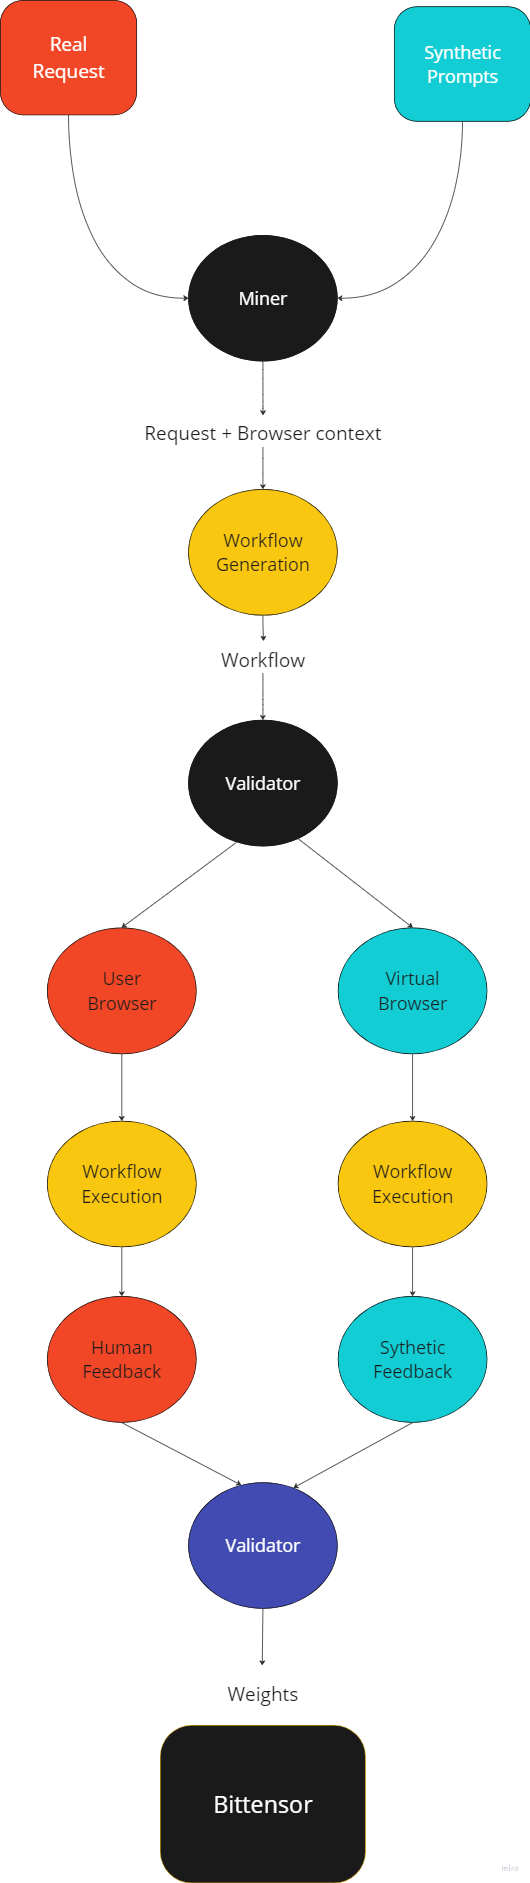 Real
Request
Synthetic
Prompts
Miner
Request + Browser context
Workflow
Generation
Workflow
Validator
User
Browser
Virtual
Browser
Workflow
Execution
Workflow
Execution
Human
Feedback
Sythetic
Feedback
Validator
Weights
Bittensor
miro